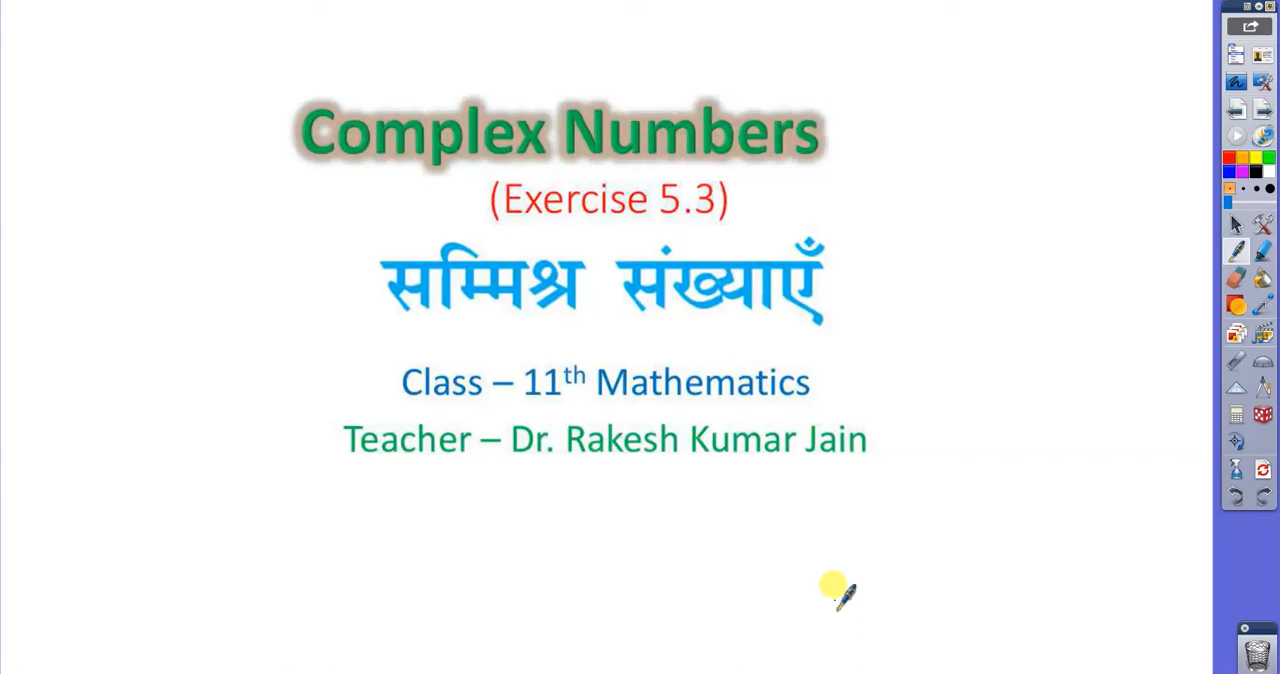 Complex Numbers
(Exercise 5.3)
सम्मिश्र संख्याएँ
Class – 11th Mathematics
Teacher – Dr. Rakesh Kumar Jain